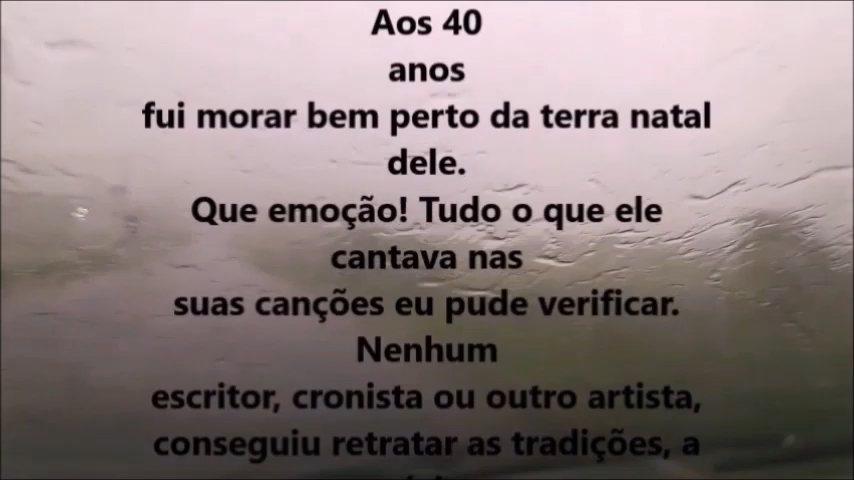 Aos 40
anos
fui morar bem perto da terra natal
dele.
Que emoção! Tudo o que ele
cantava nas
suas canções eu pude verificar.
Nenhum
escritor, cronista ou outro artista,
conseguiu retratar as tradições, a